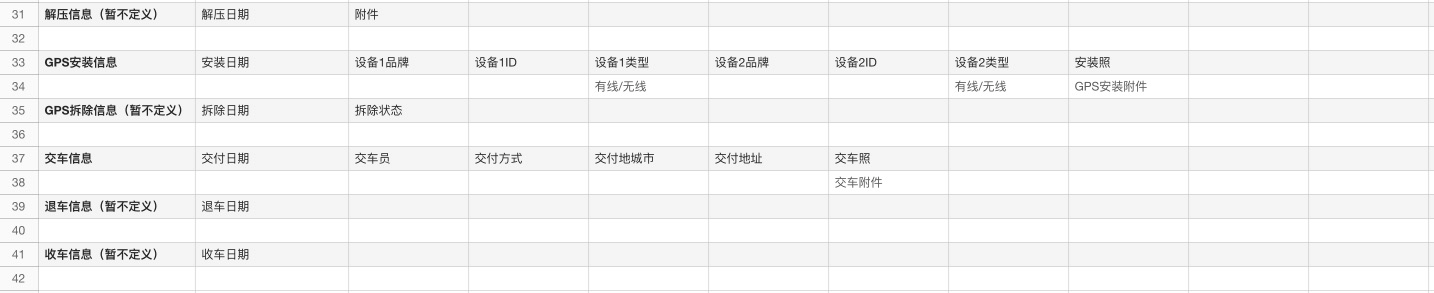 31 解压信息（暂不定义） 解压日期 附件
32
33 GPS安装信息 安装日期 设备1品牌 设备1ID 设备1类型 设备2品牌 设备2ID 设备2类型 安装照
34 有线/无线 有线/无线 GPS安装附件
35 GPS拆除信息（暂不定义） 拆除日期 拆除状态
36
37 交车信息 交付日期 交车员 交付方式 交付地城市 交付地址 交车照
38 交车附件
39 退车信息（暂不定义） 退车日期
40
41 收车信息（暂不定义） 收车日期
42